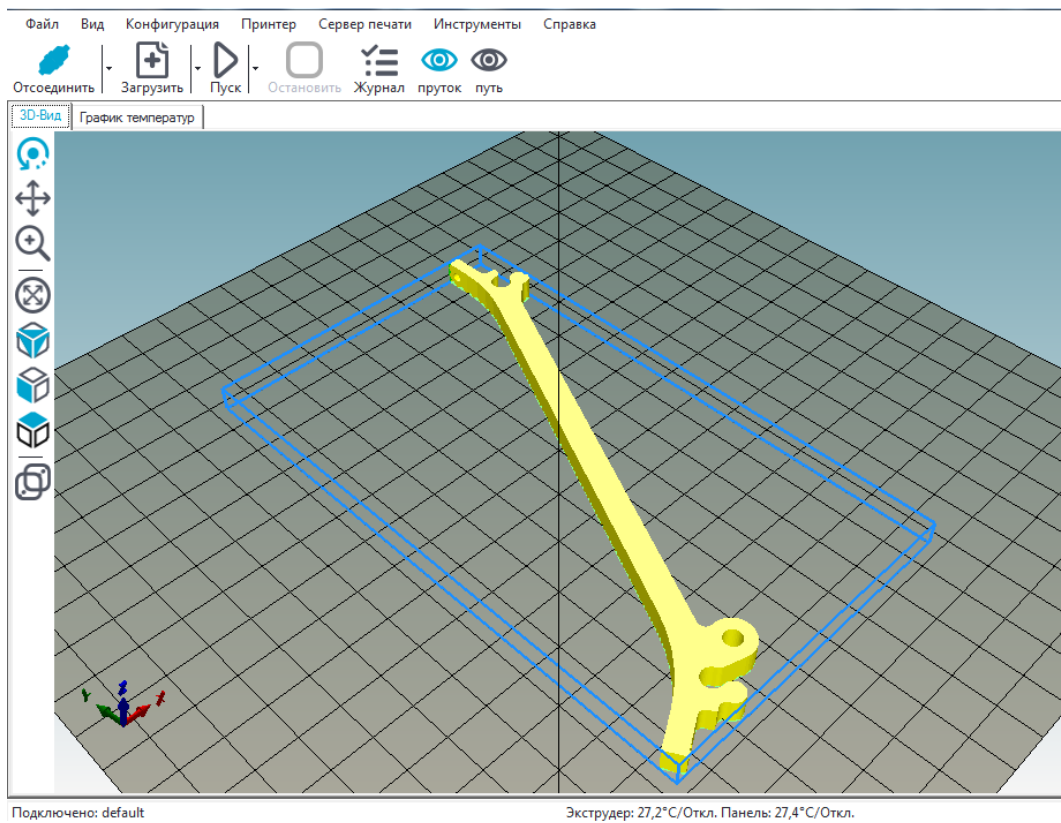 Файл Вид Конфигурация Принтер Сервер печати Инструменты Справка
Отсоединить Загрузить Пуск Остановить Журнал пруток путь
3D-Вид График температур
Подключено: default Экструдер: 27,2°C/Откл. Панель: 27,4°C/Откл.